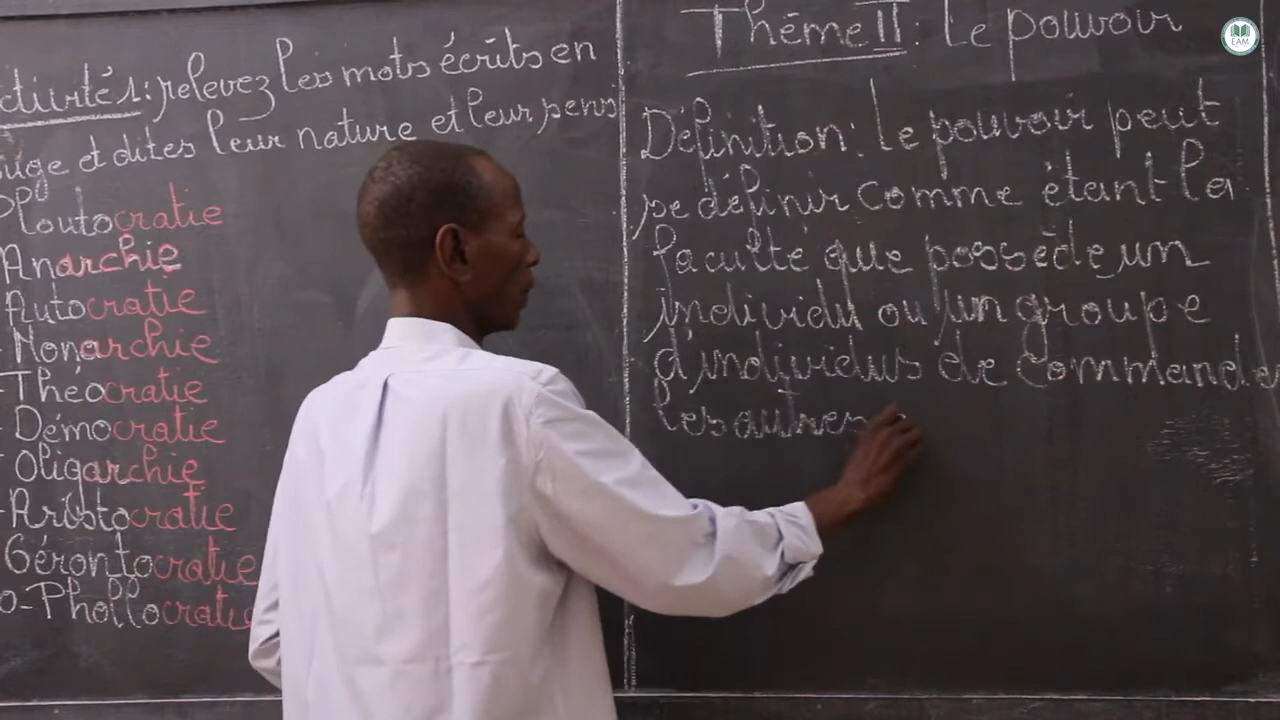 ctivités1: relevez les mots écrits en
ouge et dites leur nature et leur sens
Ploutocratie
Anarchie
Autocratie
- Monarchie
- Théocratie
- Démocratie
- Oligarchie
- Aristocratie
- Gérontocratie
0-Phallocratie
Thème II: Le pouvoir
Définition: le pouvoir peut
se définir comme étant la
faculté que possède un
individu ou un groupe
d'individus de commander
les autres
EAM